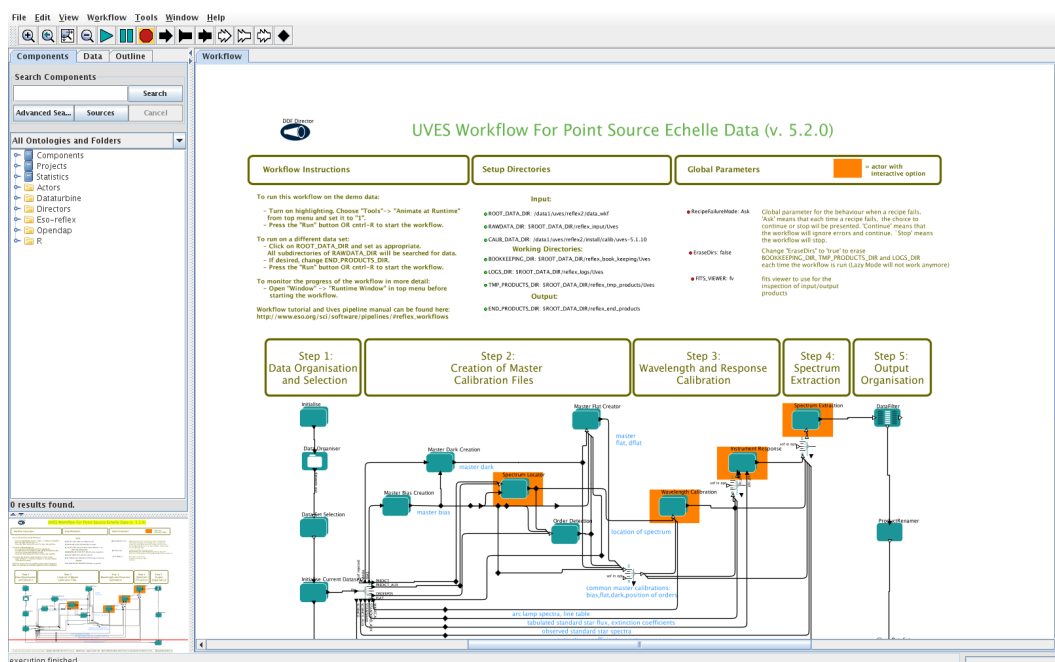 File Edit View Workflow Tools Window Help
Components Data Outline
Workflow
Search Components
Search
Advanced Sea... Sources Cancel
All Ontologies and Folders
Components
Projects
Statistics
Actors
Dataturbine
Directors
Eso-reflex
Opendap
R
0 results found.
execution finished.
DDF Director
UVES Workflow For Point Source Echelle Data (v. 5.2.0)
Workflow Instructions
Setup Directories
Global Parameters
= actor with
interactive option
To run this workflow on the demo data:
- Turn on highlighting. Choose "Tools"-> "Animate at Runtime"
from top menu and set it to "1".
- Press the "Run" button OR cntrl-R to start the workflow.
To run on a different data set:
- Click on ROOT_DATA_DIR and set as appropriate.
All subdirectories of RAWDATA_DIR will be searched for data.
- If desired, change END_PRODUCTS_DIR.
- Press the "Run" button OR cntrl-R to start the workflow.
To monitor the progress of the workflow in more detail:
- Open "Window" -> "Runtime Window" in top menu before
starting the workflow.
Workflow tutorial and Uves pipeline manual can be found here:
http://www.eso.org/sci/software/pipelines/#reflex_workflows
Input:
ROOT_DATA_DIR: /data1/uves/reflex2/data_wkf
RAWDATA_DIR: $ROOT_DATA_DIR/reflex_input/Uves
CALIB_DATA_DIR: /data1/uves/reflex2/install/calib/uves-5.1.10
Working Directories:
BOOKKEEPING_DIR: $ROOT_DATA_DIR/reflex_book_keeping/Uves
LOGS_DIR: $ROOT_DATA_DIR/reflex_logs/Uves
TMP_PRODUCTS_DIR: $ROOT_DATA_DIR/reflex_tmp_products/Uves
Output:
END_PRODUCTS_DIR: $ROOT_DATA_DIR/reflex_end_products
RecipeFailureMode: Ask
Global parameter for the behaviour when a recipe fails.
'Ask' means that each time a recipe fails, the choice to
continue or stop wil be presented. 'Continue' means that
the workflow will ignore errors and continue. 'Stop' means
the workflow will stop.
EraseDirs: false
Change "EraseDirs" to "true" to erase
BOOKKEEPING_DIR, TMP_PRODUCTS_DIR and LOGS_DIR
each time the workflow is run (Lazy Mode will not work anymore)
FITS_VIEWER: fv
fits viewer to use for the
inspection of input/output
products
Step 1:
Data Organisation
and Selection
Step 2:
Creation of Master
Calibration Files
Step 3:
Wavelength and Response
Calibration
Step 4:
Spectrum
Extraction
Step 5:
Output
Organisation
Initialise
Master Flat Creator
Spectrum Extraction
DataFilter
master
flat, dflat
Data Organiser
Master Dark Creation
Instrument Response
master dark
Spectrum Locator
Master Bias Creation
Wavelength Calibration
master bias
DataSet Selection
Order Detection
ProductRenamer
location of spectrum
Initialise Current Dataset
common master calibrations:
bias,flat,dark,position of orders
arc lamp spectra, line table
tabulated standard star flux, extinction coefficients
observed standard star spectra